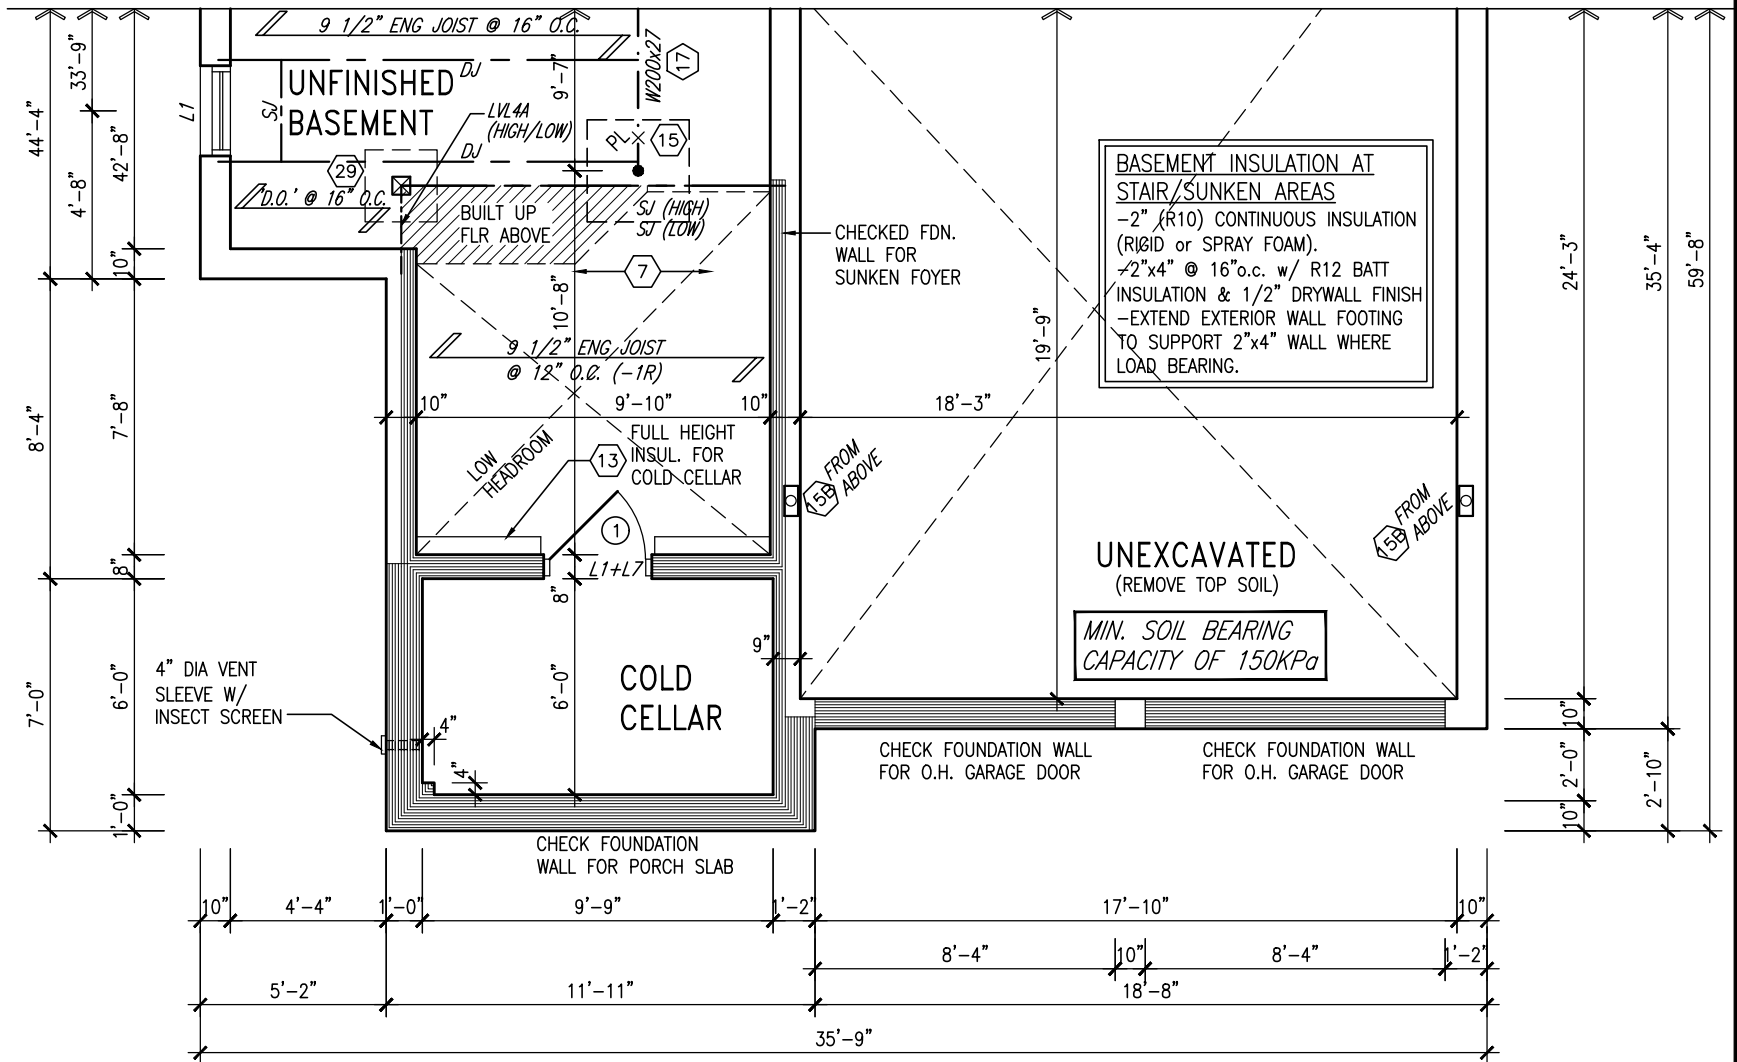 9 1/2" ENG JOIST @ 16" O.C.
33'-9"
44'-4"
42'-8"
4'-8"
10"
L1
SJ
UNFINISHED
BASEMENT
DJ
DJ
9'-7"
W200x27
17
LVL4A
(HIGH/LOW)
PL
15
29
'D.O.' @ 16" O.C.
BUILT UP
FLR ABOVE
SJ (HIGH)
SJ (LOW)
7
10'-8"
CHECKED FDN.
WALL FOR
SUNKEN FOYER
BASEMENT INSULATION AT
STAIR/SUNKEN AREAS
-2" (R10) CONTINUOUS INSULATION
(RIGID or SPRAY FOAM).
-2"x4" @ 16"o.c. w/ R12 BATT
INSULATION & 1/2" DRYWALL FINISH
-EXTEND EXTERIOR WALL FOOTING
TO SUPPORT 2"x4" WALL WHERE
LOAD BEARING.
24'-3"
35'-4"
59'-8"
19'-9"
9 1/2" ENG JOIST
@ 12" O.C. (-1R)
8'-4"
7'-8"
10"
9'-10"
10"
18'-3"
LOW
HEADROOM
13
FULL HEIGHT
INSUL. FOR
COLD CELLAR
15B
FROM
ABOVE
15B
FROM
ABOVE
1
L1+L7
8"
8"
UNEXCAVATED
(REMOVE TOP SOIL)
MIN. SOIL BEARING
CAPACITY OF 150KPa
9"
7'-0"
6'-0"
4" DIA VENT
SLEEVE W/
INSECT SCREEN
6'-0"
COLD
CELLAR
4"
4"
1'-0"
10"
2'-0"
10"
2'-10"
CHECK FOUNDATION WALL
FOR O.H. GARAGE DOOR
CHECK FOUNDATION WALL
FOR O.H. GARAGE DOOR
CHECK FOUNDATION
WALL FOR PORCH SLAB
10"
4'-4"
1'-0"
9'-9"
1'-2"
17'-10"
10"
8'-4"
10"
8'-4"
1'-2"
5'-2"
11'-11"
18'-8"
35'-9"